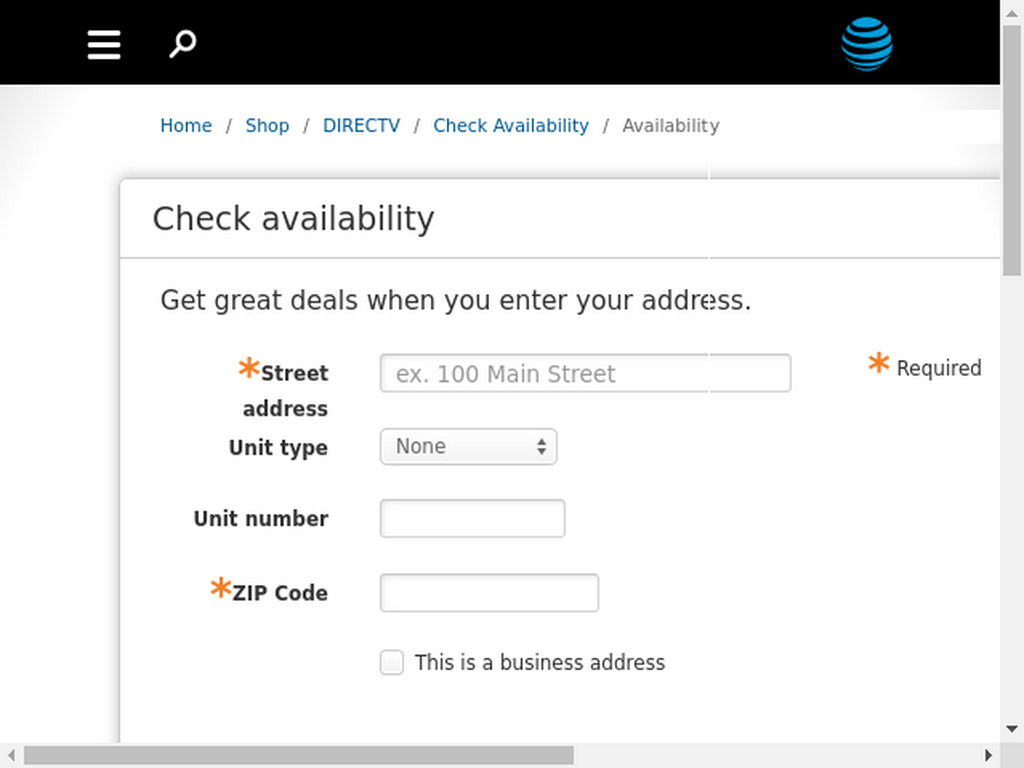 Home / Shop / DIRECTV / Check Availability / Availability
Check availability
Get great deals when you enter your address.
*Street address
ex. 100 Main Street
* Required
Unit type
None
Unit number
*ZIP Code
This is a business address